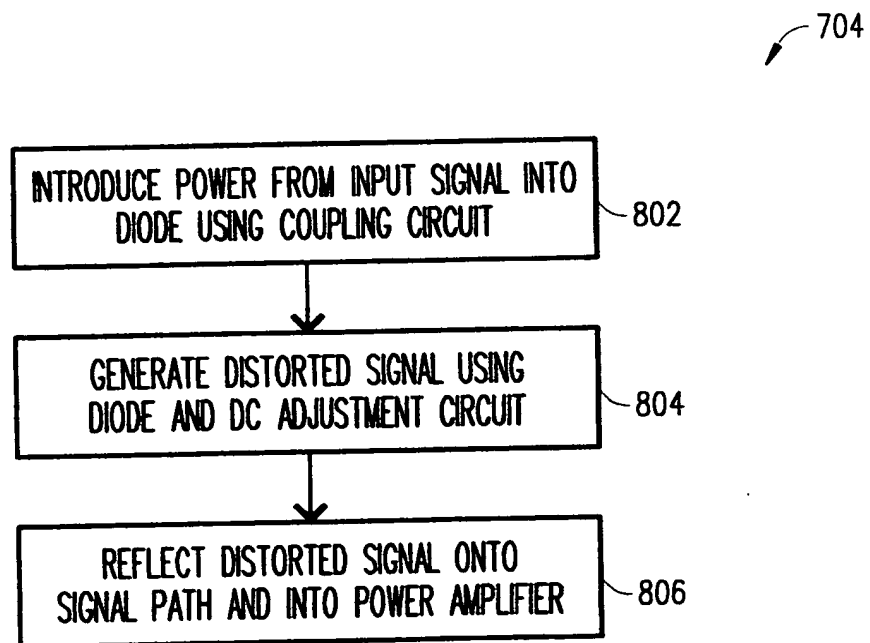 704
INTRODUCE POWER FROM INPUT SIGNAL INTO
DIODE USING COUPLING CIRCUIT
802
GENERATE DISTORTED SIGNAL USING
DIODE AND DC ADJUSTMENT CIRCUIT
804
REFLECT DISTORTED SIGNAL ONTO
SIGNAL PATH AND INTO POWER AMPLIFIER
806